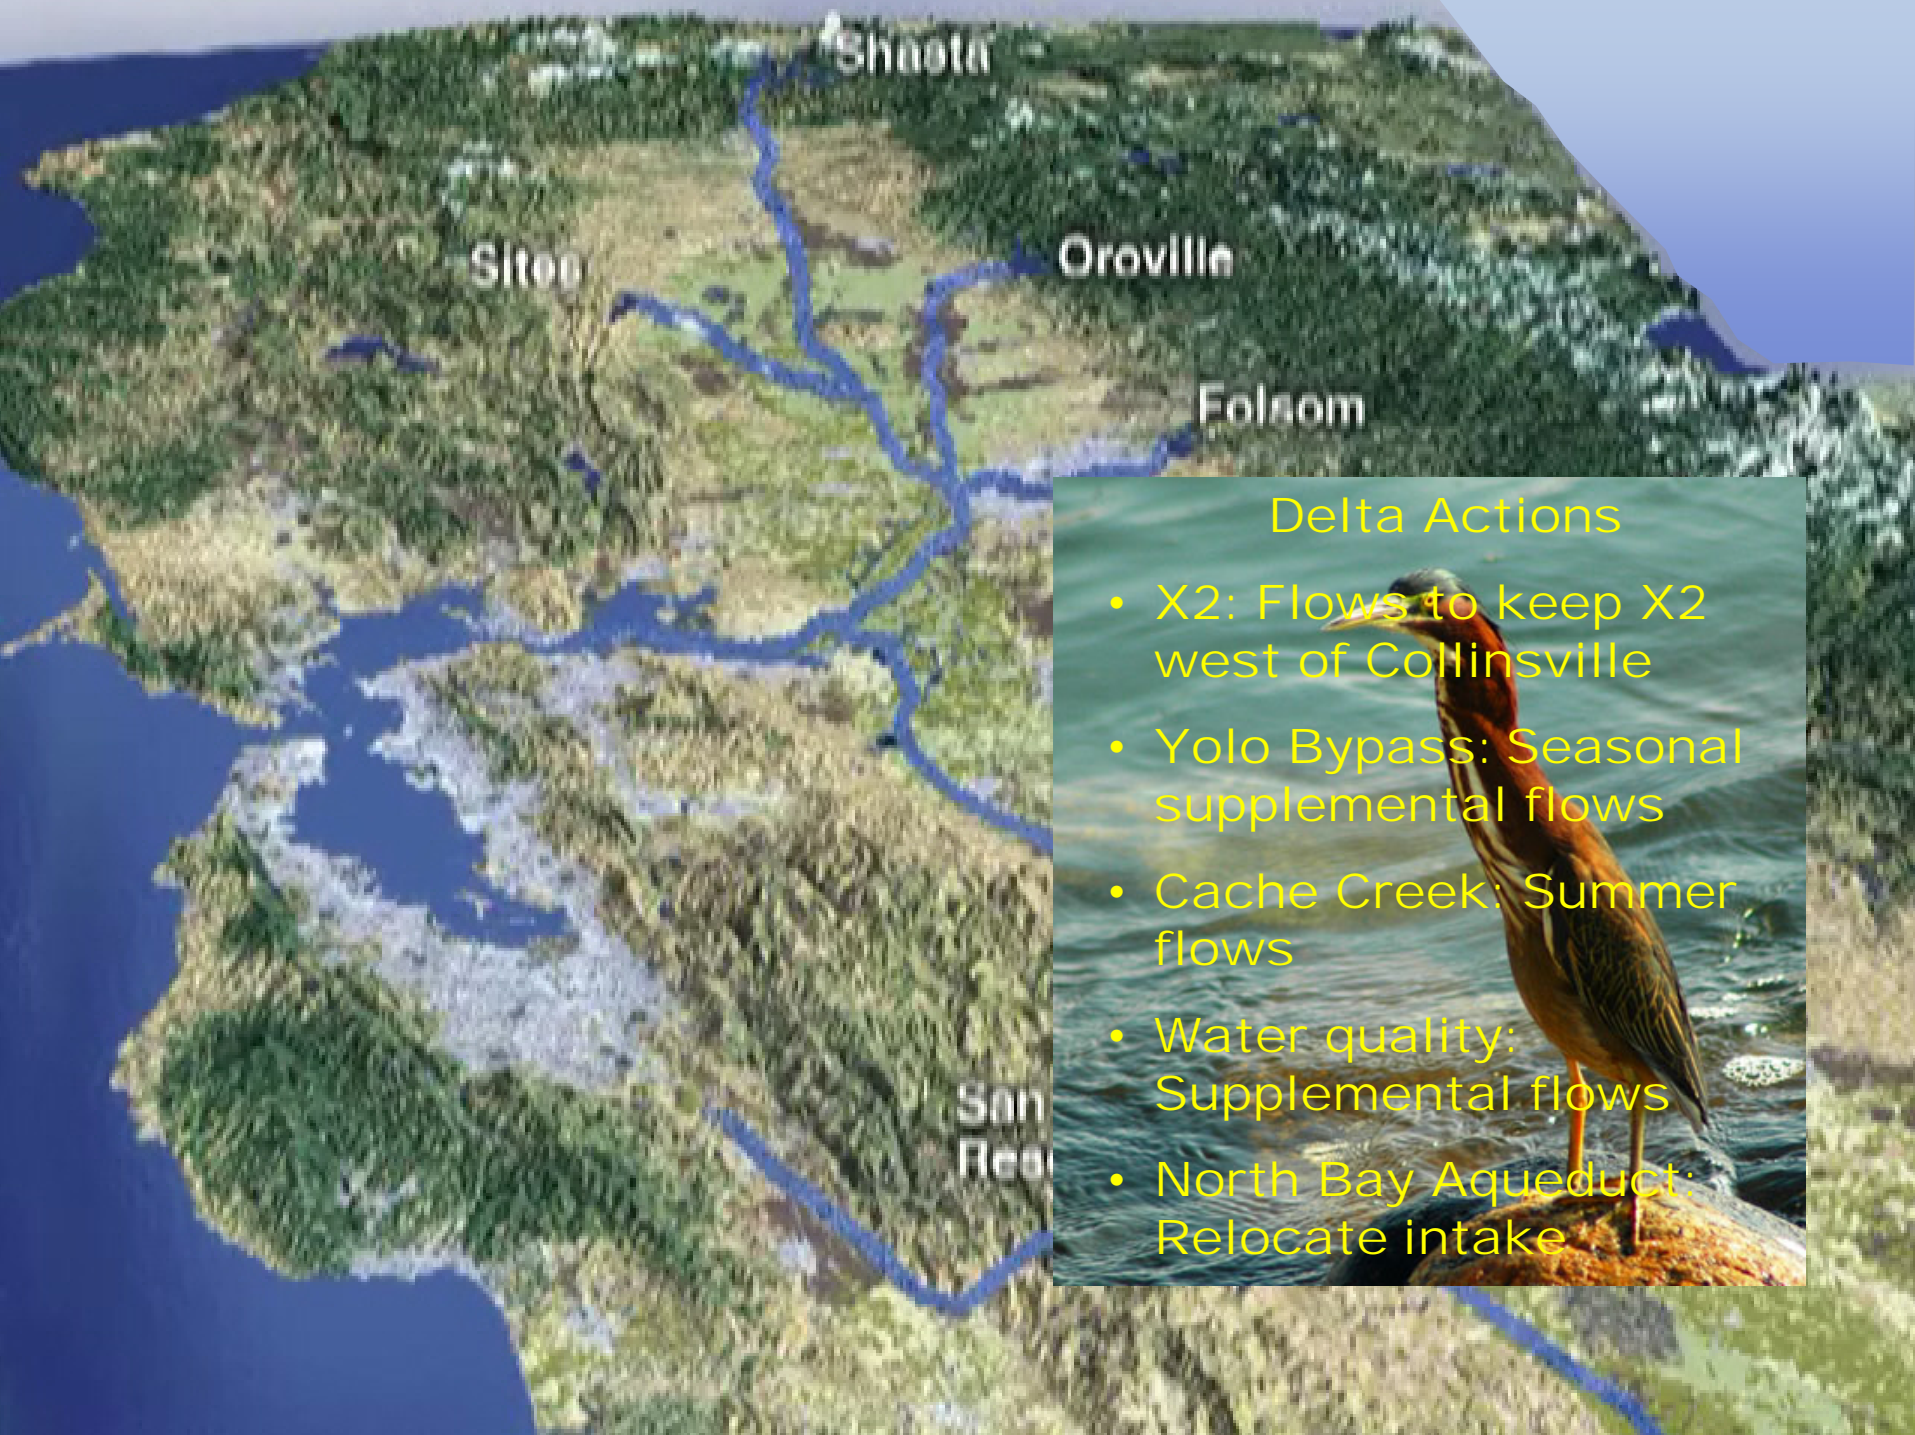 Shasta
Sites
Oroville
Folsom
Delta Actions
• X2: Flows to keep X2
west of Collinsville
• Yolo Bypass: Seasonal
supplemental flows
• Cache Creek: Summer
flows
• Water quality:
Supplemental flows
• North Bay Aqueduct:
Relocate intake
San